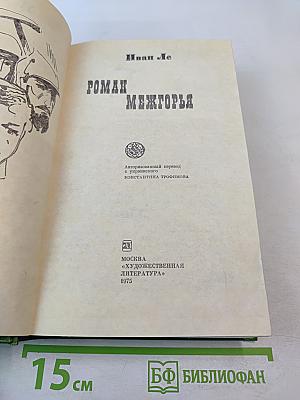 Иван Ле
РОМАН
МЕЖГОРЬЯ
Авторизованный перевод
с украинского
КОНСТАНТИНА ТРОФИМОВА
МОСКВА
«ХУДОЖЕСТВЕННАЯ
ЛИТЕРАТУРА»
1975
15 см
БФ БИБЛИОФАН